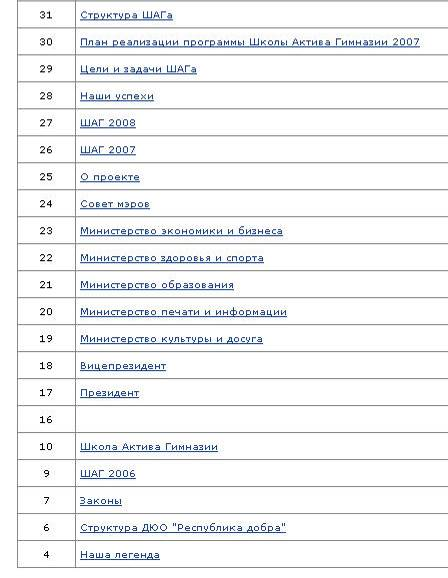 31 Структура ШАГа
30 План реализации программы Школы Актива Гимназии 2007
29 Цели и задачи ШАГа
28 Наши успехи
27 ШАГ 2008
26 ШАГ 2007
25 О проекте
24 Совет мэров
23 Министерство экономики и бизнеса
22 Министерство здоровья и спорта
21 Министерство образования
20 Министерство печати и информации
19 Министерство культуры и досуга
18 Вицепрезидент
17 Президент
16
10 Школа Актива Гимназии
9 ШАГ 2006
7 Законы
6 Структура ДЮО "Республика добра"
4 Наша легенда